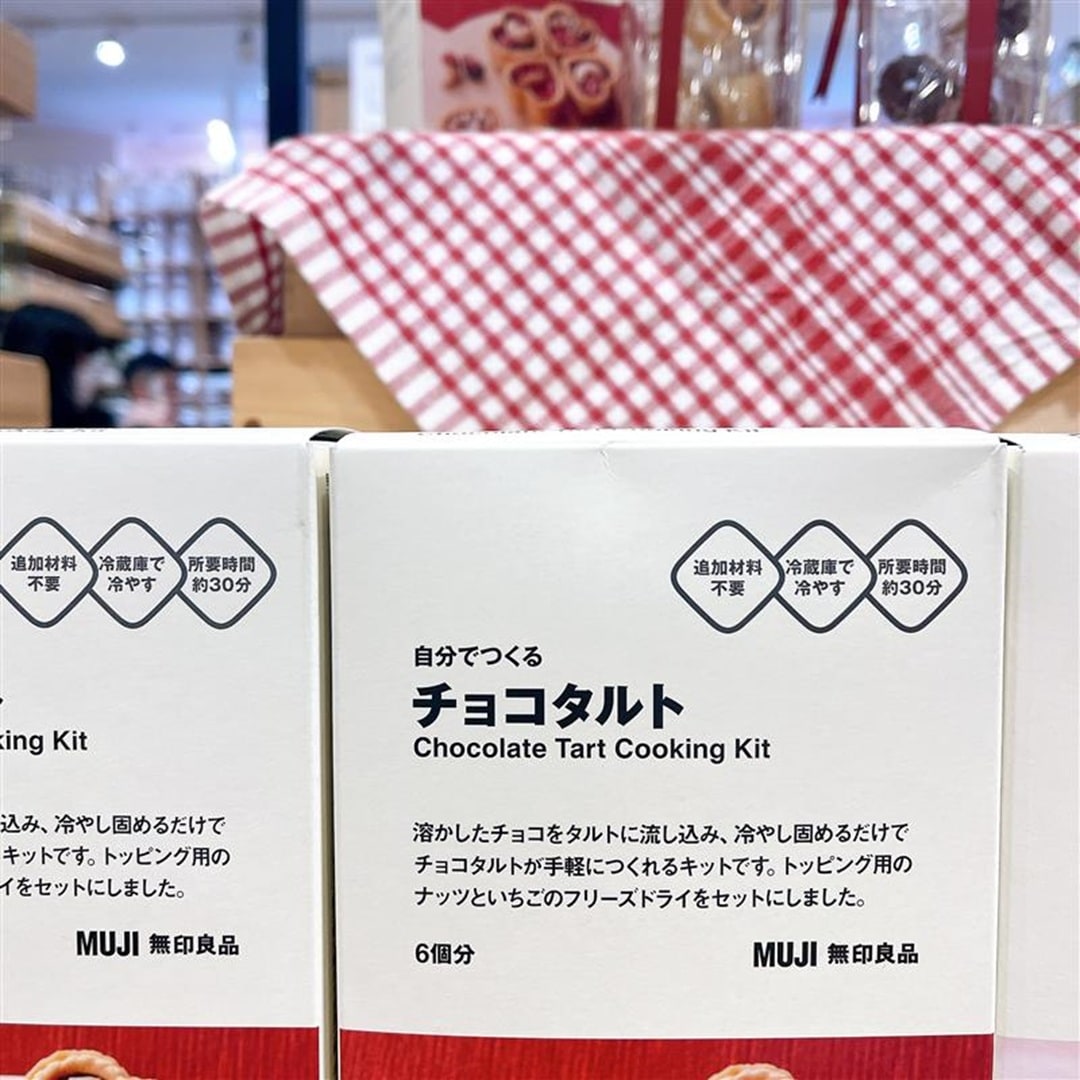 追加材料
不要
冷蔵庫で
冷やす
所要時間
約30分
king Kit
込み、冷やし固めるだけで
キットです。トッピング用の
イをセットにしました。
MUJI 無印良品
追加材料
不要
冷蔵庫で
冷やす
所要時間
約30分
自分でつくる
チョコタルト
Chocolate Tart Cooking Kit
溶かしたチョコをタルトに流し込み、冷やし固めるだけで
チョコタルトが手軽につくれるキットです。トッピング用の
ナッツといちごのフリーズドライをセットにしました。
6個分
MUJI 無印良品